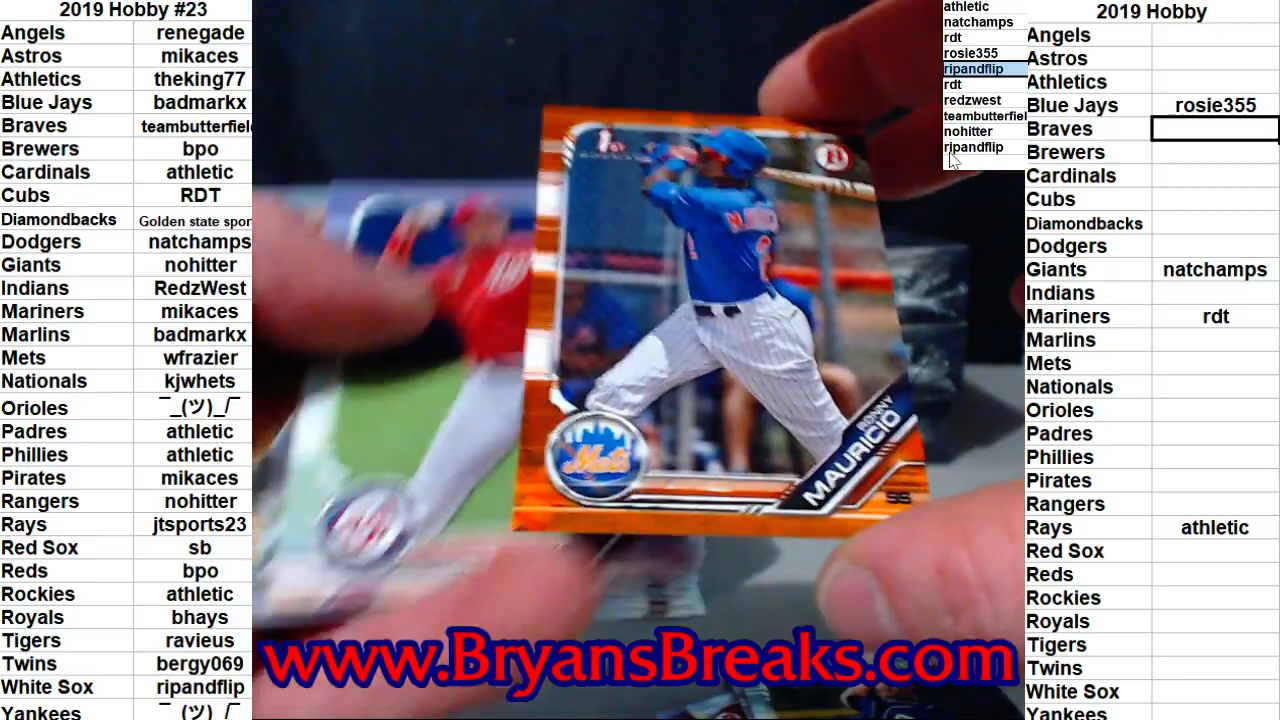 2019 Hobby #23
Angels renegade
Astros mikaces
Athletics theking77
Blue Jays badmarkx
Braves teambutterfiel
Brewers bpo
Cardinals athletic
Cubs RDT
Diamondbacks Golden state spor
Dodgers natchamps
Giants nohitter
Indians RedzWest
Mariners mikaces
Marlins badmarkx
Mets wfrazier
Nationals kjwhets
Orioles ¯_(ツ)_/¯
Padres athletic
Phillies athletic
Pirates mikaces
Rangers nohitter
Rays jtsports23
Red Sox sb
Reds bpo
Rockies athletic
Royals bhays
Tigers ravieus
Twins bergy069
White Sox ripandflip
Yankees ¯_(ツ)_/¯
1st
Mets
RONNY
MAURICIO
SS
www.BryansBreaks.com
athletic
natchamps
rdt
rosie355
ripandflip
rdt
redzwest
teambutterfiel
nohitter
ripandflip
2019 Hobby
Angels
Astros
Athletics
Blue Jays rosie355
Braves
Brewers
Cardinals
Cubs
Diamondbacks
Dodgers
Giants natchamps
Indians
Mariners rdt
Marlins
Mets
Nationals
Orioles
Padres
Phillies
Pirates
Rangers
Rays athletic
Red Sox
Reds
Rockies
Royals
Tigers
Twins
White Sox
Yankees